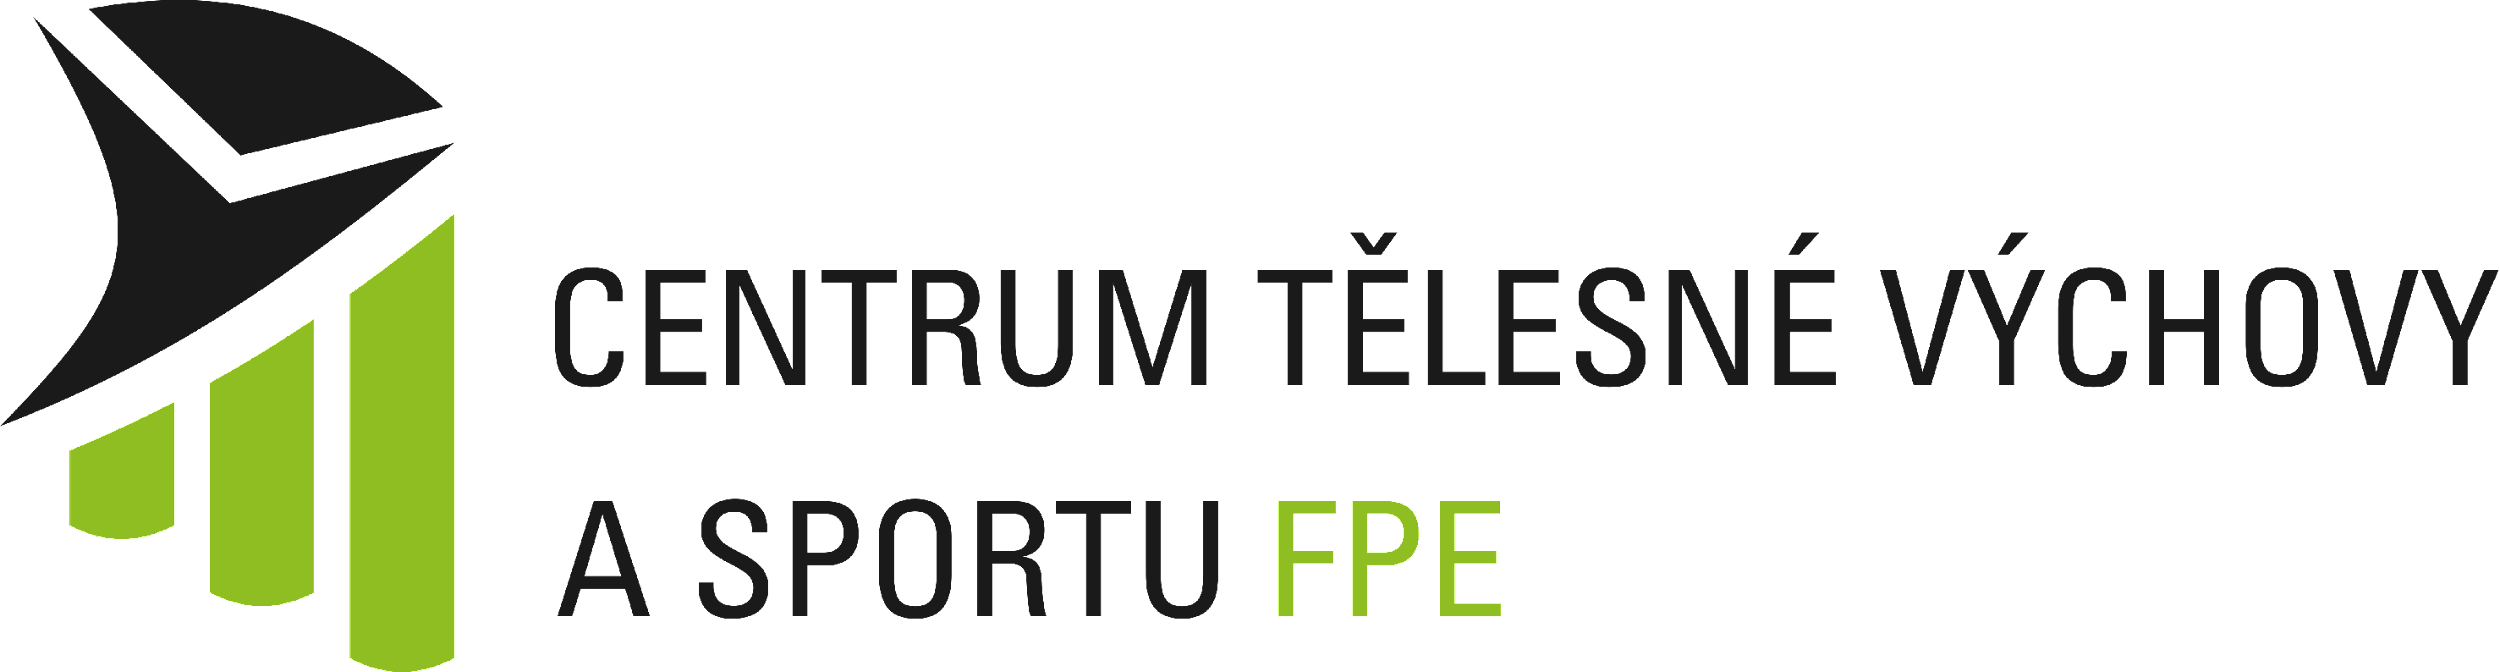 CENTRUM TĚLESNÉ VÝCHOVY
A SPORTU FPE